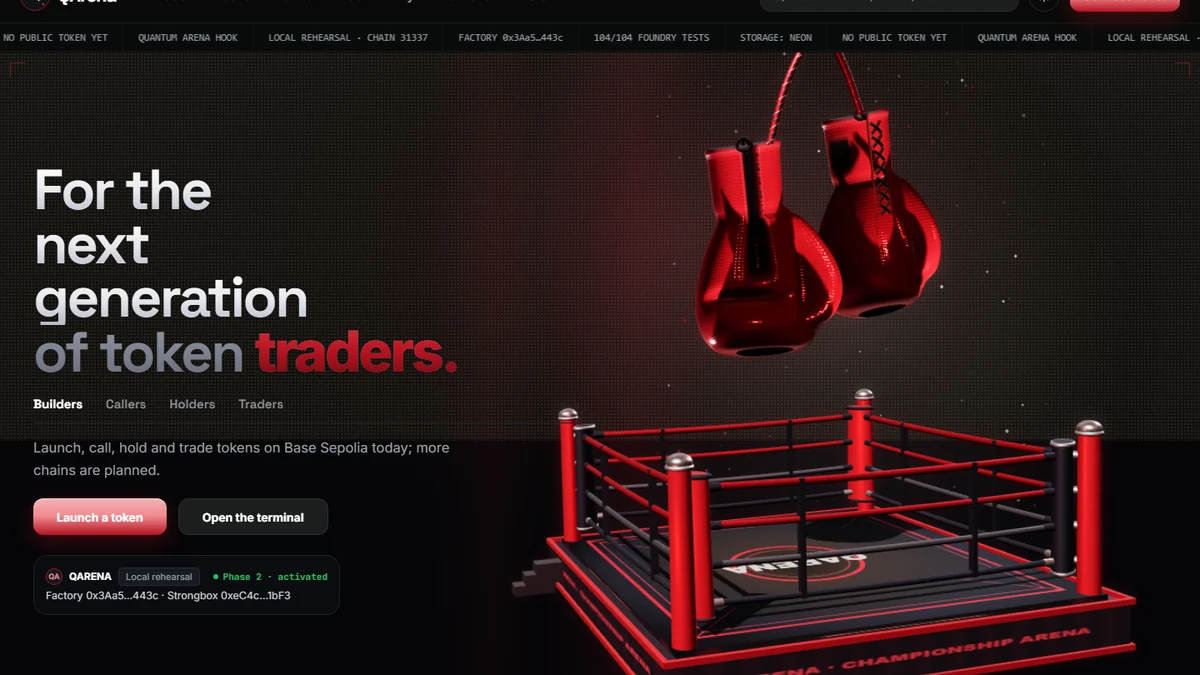 NO PUBLIC TOKEN YET QUANTUM ARENA HOOK LOCAL REHEARSAL · CHAIN 31337 FACTORY 0x3Aa5…443c 104/104 FOUNDRY TESTS STORAGE: NEON NO PUBLIC TOKEN YET QUANTUM ARENA HOOK LOCAL REHEARSAL ·
For the
next
generation
of token traders.
Builders Callers Holders Traders
Launch, call, hold and trade tokens on Base Sepolia today; more
chains are planned.
Launch a token Open the terminal
QA QARENA Local rehearsal Phase 2 · activated
Factory 0x3Aa5…443c · Strongbox 0xeC4c…1bF3
QARENA
CHAMPIONSHIP ARENA